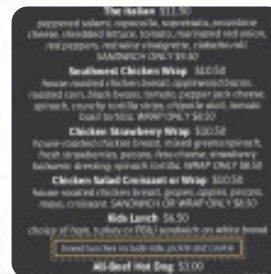 The Italian $11.50
peppered salami, capocolla, sopressata, provolone
cheese, shredded lettuce, tomato, marinated red onion,
red peppers, red wine vinaigrette, ciabatta roll
SANDWICH ONLY $9.50
Southwest Chicken Wrap $10.50
house-roasted chicken breast, applewood bacon,
roasted corn, black beans, tomato, pepper jack cheese,
spinach, crunchy tortilla strips, chipotle aioli, tomato
basil tortilla. WRAP ONLY $8.50
Chicken Strawberry Wrap $10.50
house-roasted chicken breast, mixed greens/spinach,
fresh strawberries, pecans, feta cheese, strawberry
balsamic dressing, spinach tortilla. WRAP ONLY $8.50
Chicken Salad Croissant or Wrap $10.50
house-roasted chicken breast, grapes, apples, pecans,
mayo, croissant. SANDWICH OR WRAP ONLY $8.50
Kids Lunch $6.50
choice of ham, turkey or PB&J sandwich on white bread
boxed lunches include side, pickle and cookie
All-Beef Hot Dog $3.00